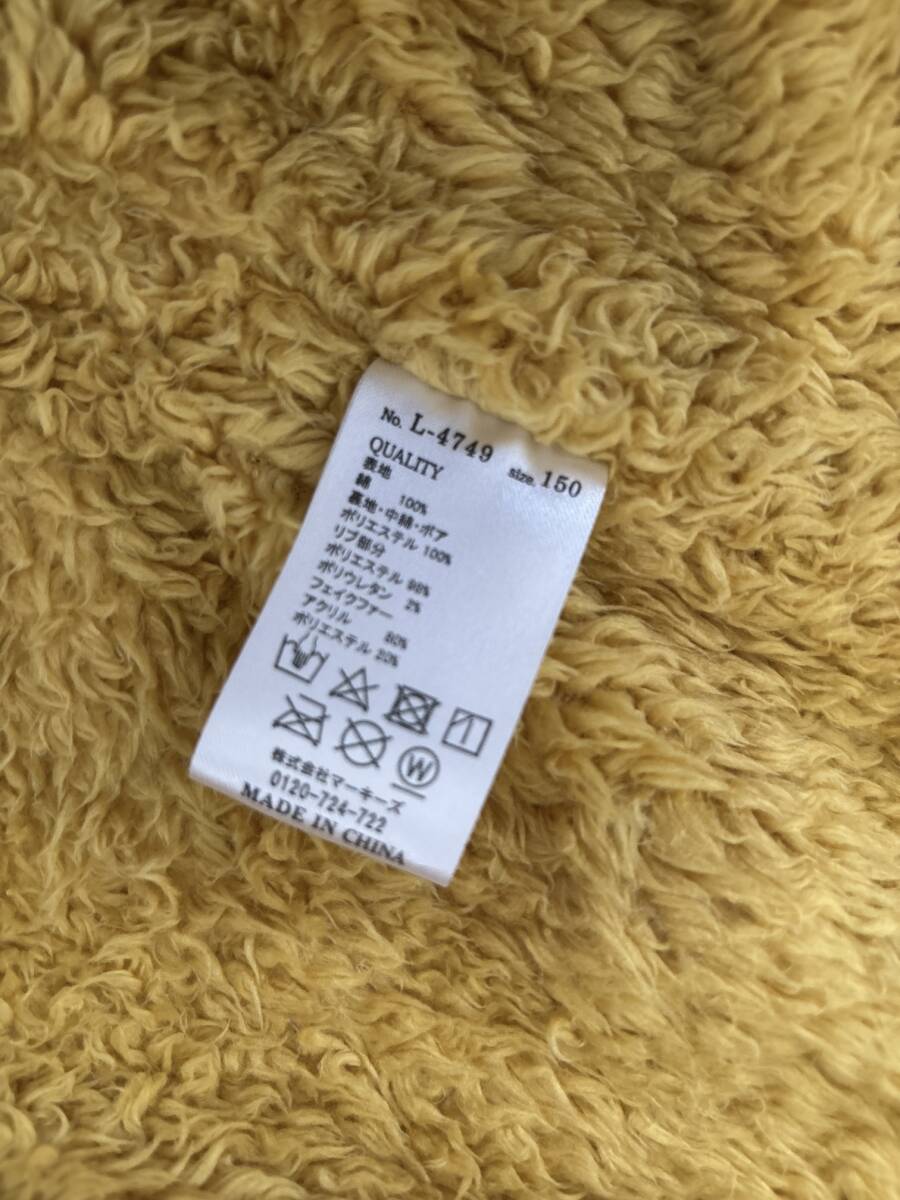 No. L-4749 size. 150
QUALITY
表地
綿 100%
裏地・中綿・ボア
ポリエステル 100%
リブ部分
ポリエステル 98%
ポリウレタン 2%
フェイクファー
アクリル 80%
ポリエステル 20%
W
株式会社マーキーズ
0120-724-722
MADE IN CHINA